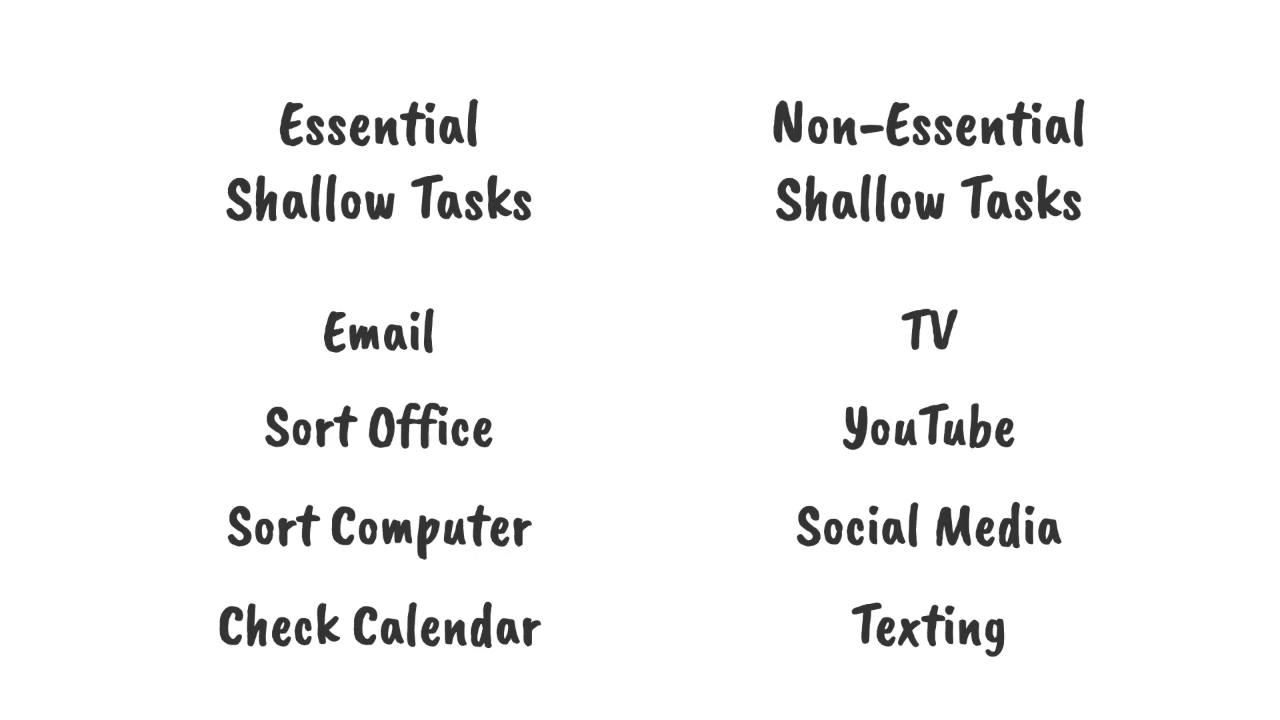 Essential
Shallow Tasks
Email
Sort Office
Sort Computer
Check Calendar
Non-Essential
Shallow Tasks
TV
YouTube
Social Media
Texting